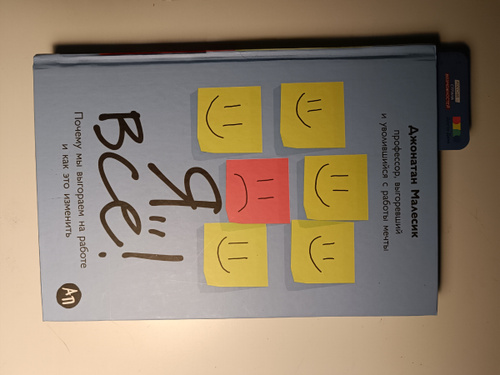 Джонатан Малесик
профессор, выгоревший
и уволившийся с работы мечты
Я
ВСЁ!
Почему мы выгораем на работе
и как это изменить
АП